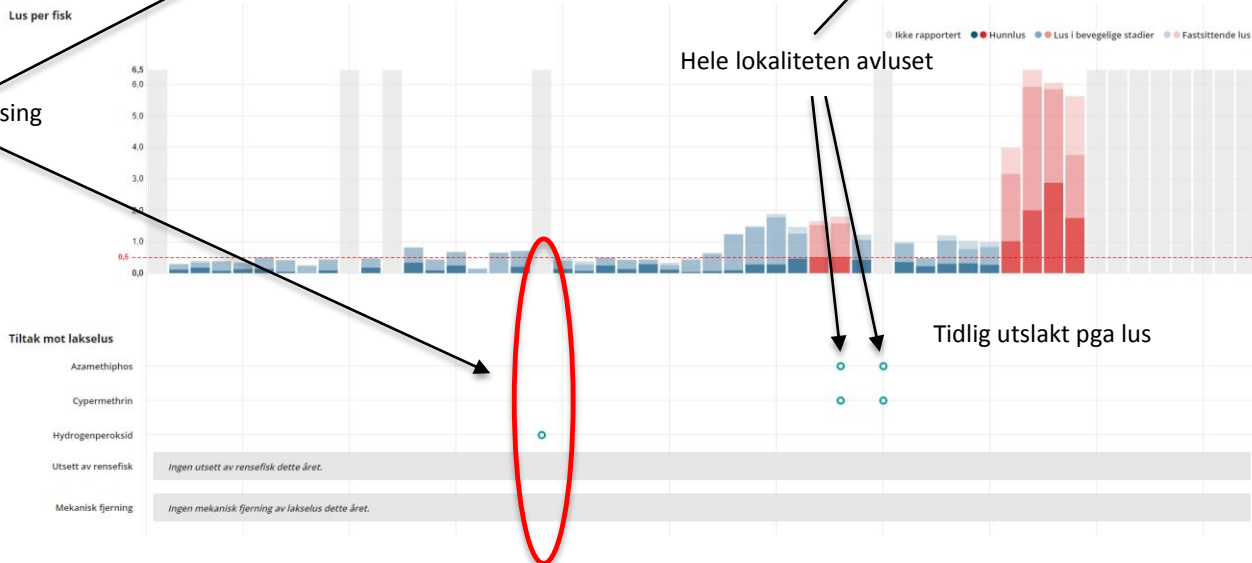 Lus per fisk
Ikke rapportert Hunnlus Lus i bevegelige stadier Fastsittende lus
Hele lokaliteten avluset
sing
6,5
6,0
5,0
4,0
3,0
2,0
1,0
0,5
0,0
Tidlig utslakt pga lus
Tiltak mot lakselus
Azamethiphos
Cypermethrin
Hydrogenperoksid
Utsett av rensefisk Ingen utsett av rensefisk dette året.
Mekanisk fjerning Ingen mekanisk fjerning av lakselus dette året.